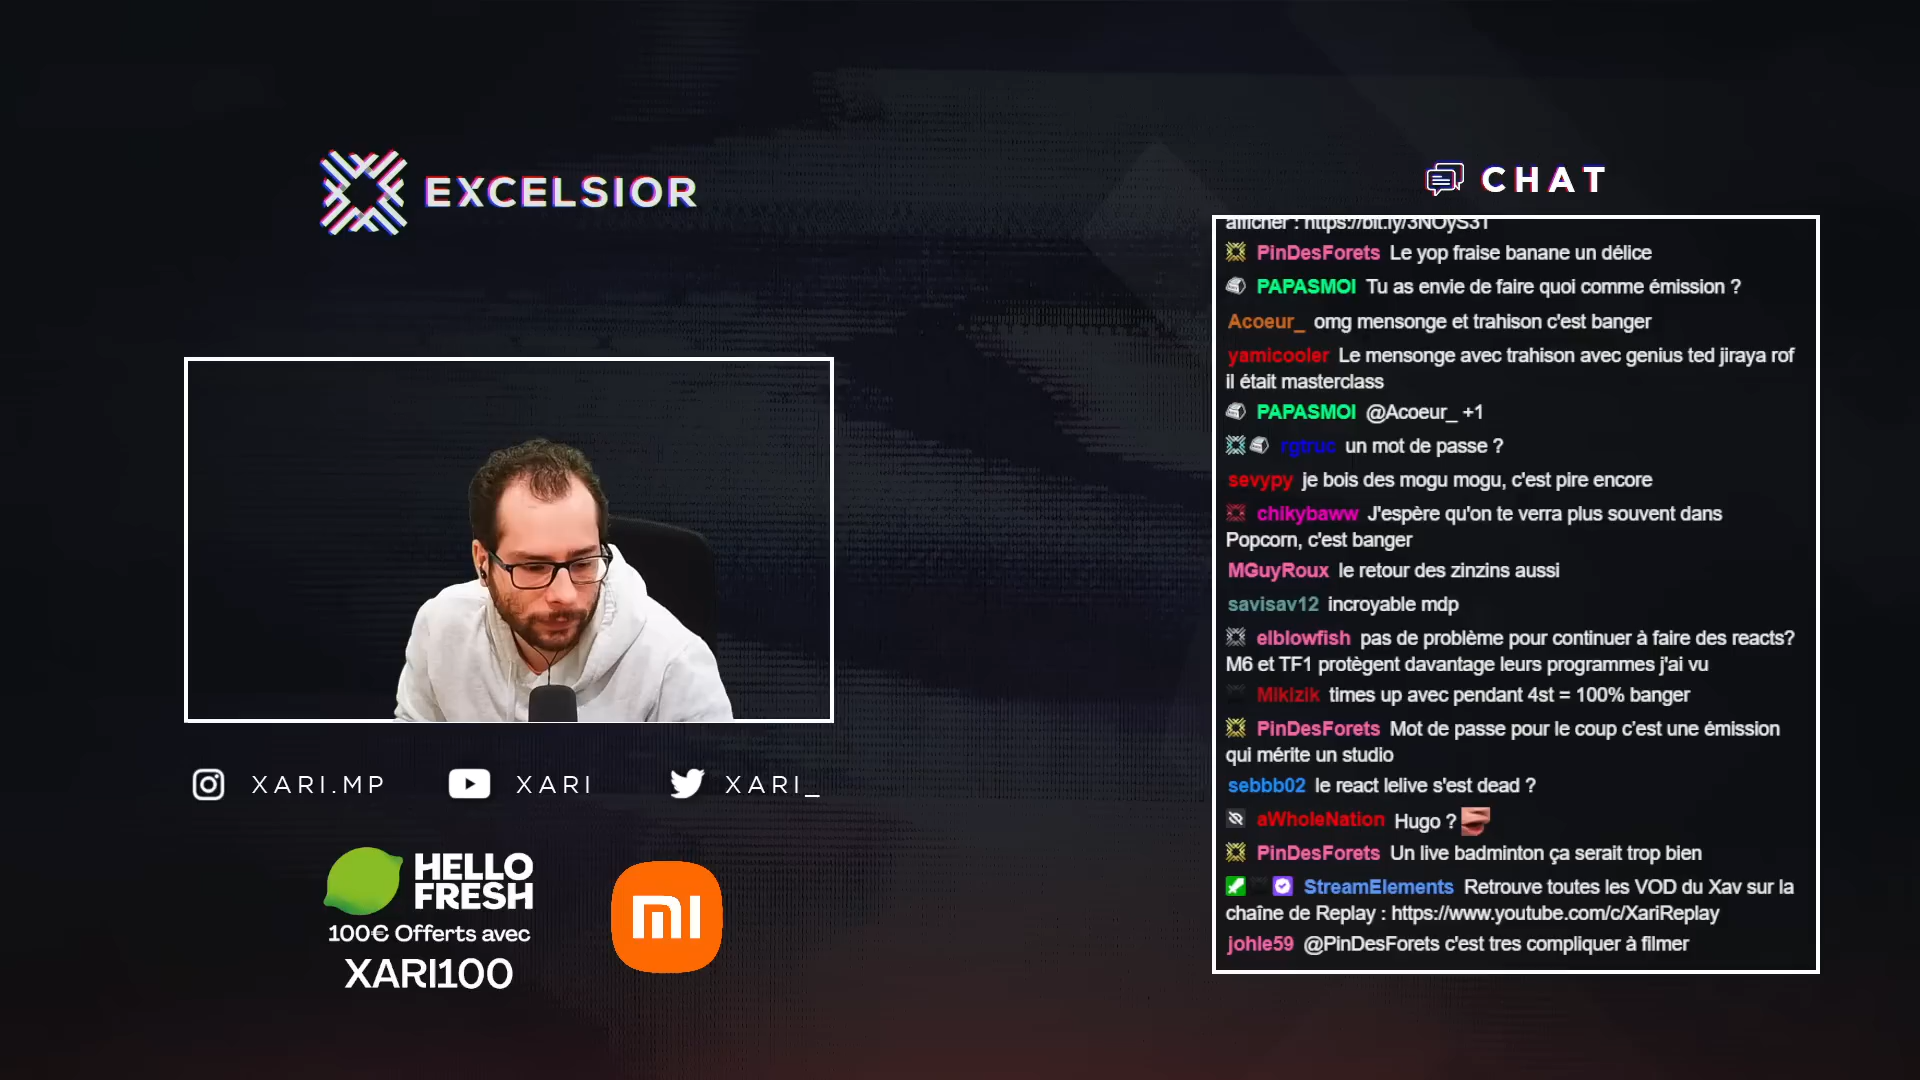 EXCELSIOR
CHAT
afficher : https://bit.ly/3NOyS3T
PinDesForets Le yop fraise banane un délice
PAPASMOI Tu as envie de faire quoi comme émission ?
Acoeur_ omg mensonge et trahison c'est banger
yamicooler Le mensonge avec trahison avec genius ted jiraya rof
il était masterclass
PAPASMOI @Acoeur_ +1
rgtruc un mot de passe ?
sevypy je bois des mogu mogu, c'est pire encore
chikybaww J'espère qu'on te verra plus souvent dans
Popcorn, c'est banger
MGuyRoux le retour des zinzins aussi
savisav12 incroyable mdp
elblowfish pas de problème pour continuer à faire des reacts?
M6 et TF1 protègent davantage leurs programmes j'ai vu
Mikizik times up avec pendant 4st = 100% banger
PinDesForets Mot de passe pour le coup c'est une émission
qui mérite un studio
sebbb02 le react lelive s'est dead ?
aWholeNation Hugo ?
PinDesForets Un live badminton ça serait trop bien
StreamElements Retrouve toutes les VOD du Xav sur la
chaîne de Replay : https://www.youtube.com/c/XariReplay
johle59 @PinDesForets c'est tres compliquer à filmer
XARI.MP
XARI
XARI_
HELLO
FRESH
100€ Offerts avec
XARI100
MI